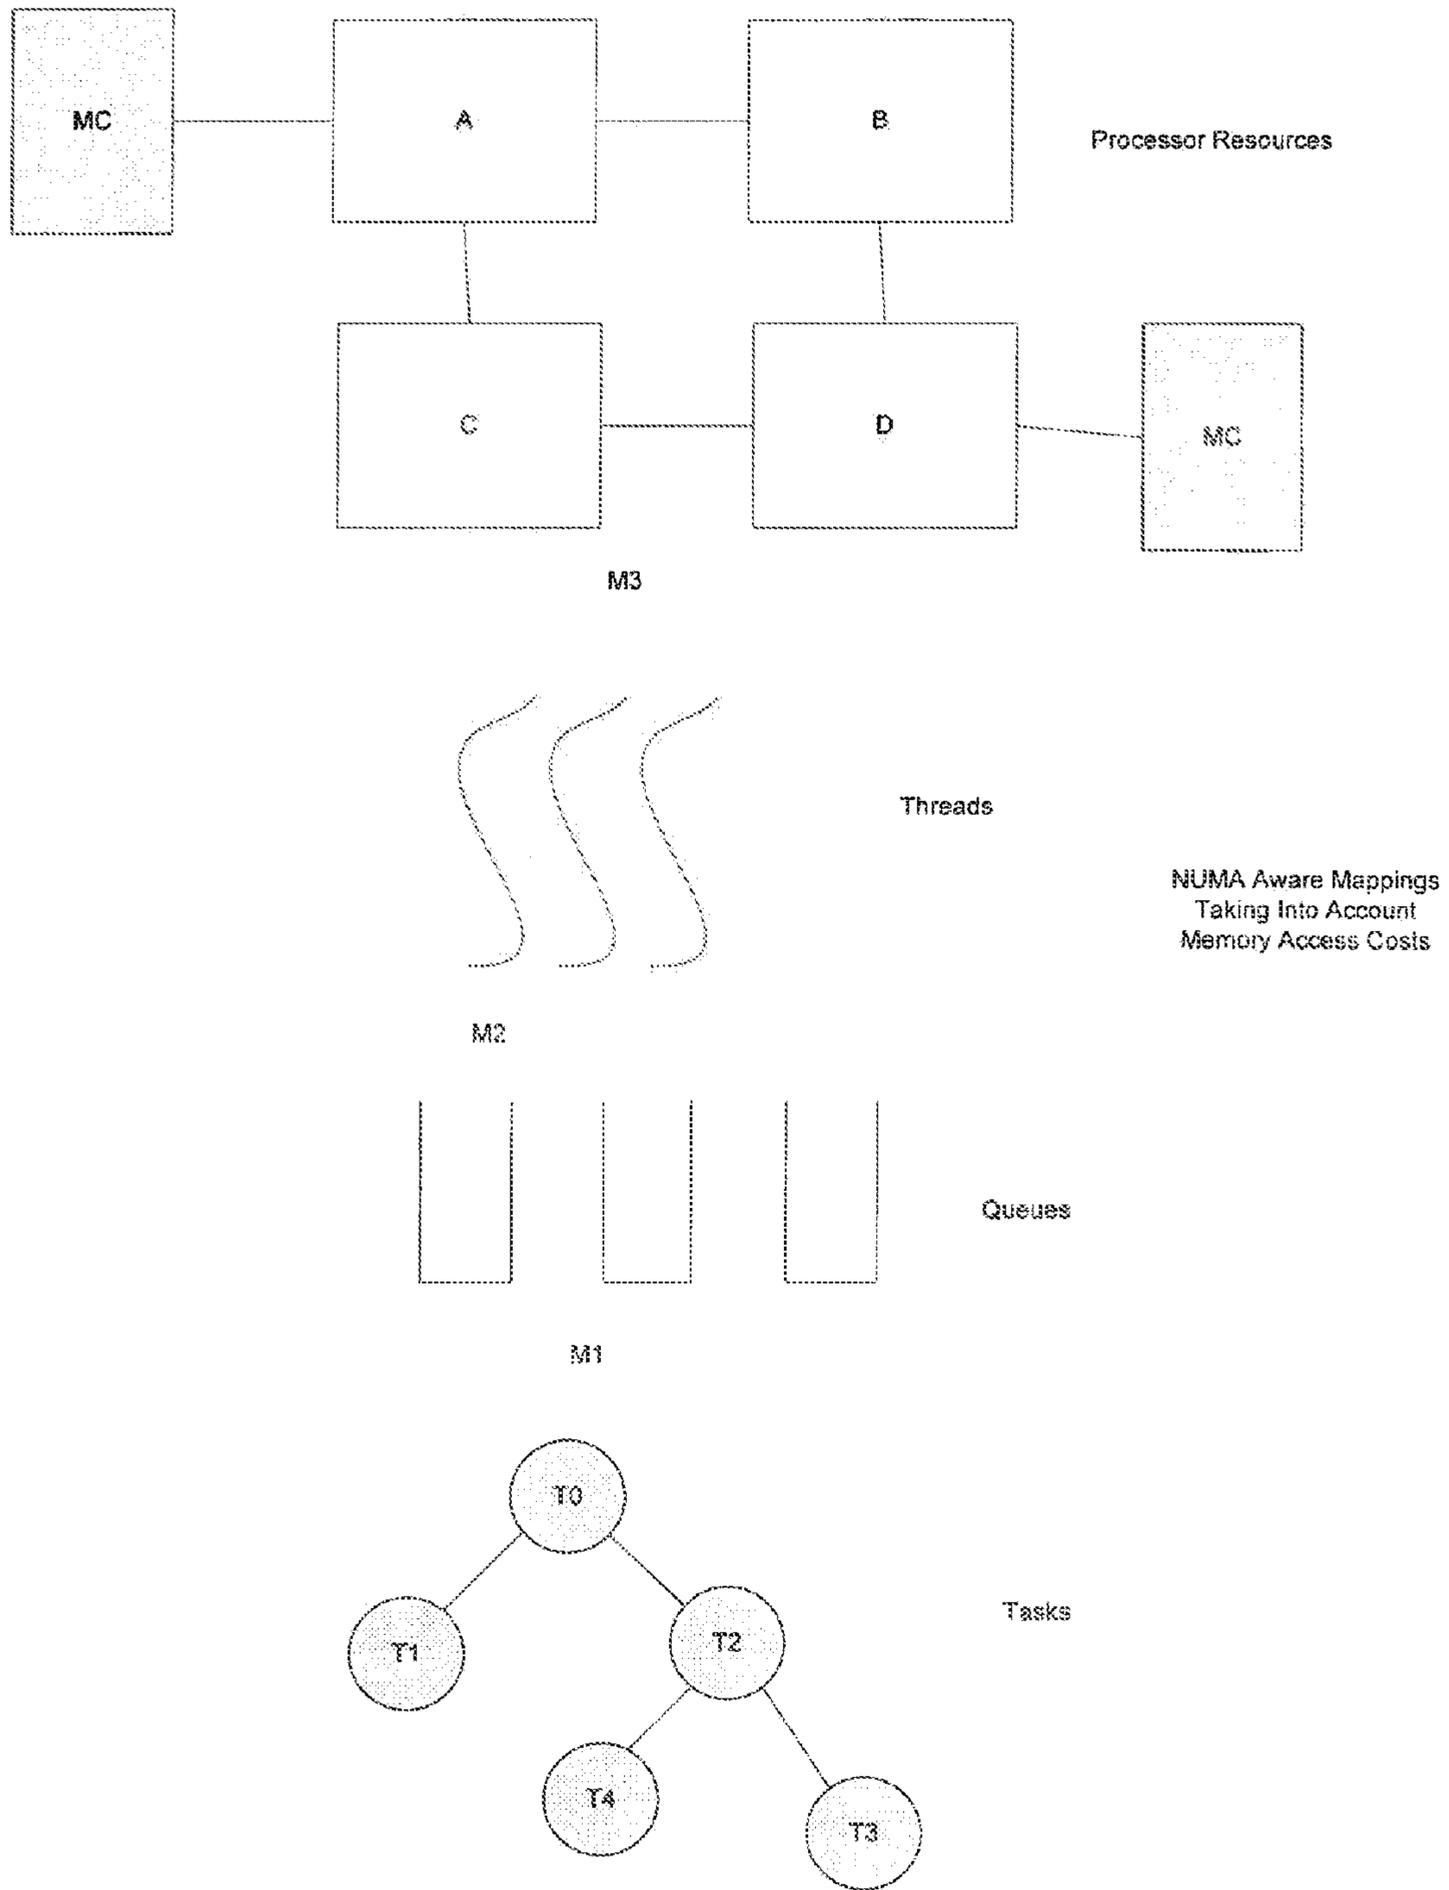 MC
A
B
Processor Resources
C
D
MC
M3
Threads
NUMA Aware Mappings
Taking Into Account
Memory Access Costs
M2
Queues
M1
T0
T1
T2
Tasks
T4
T3